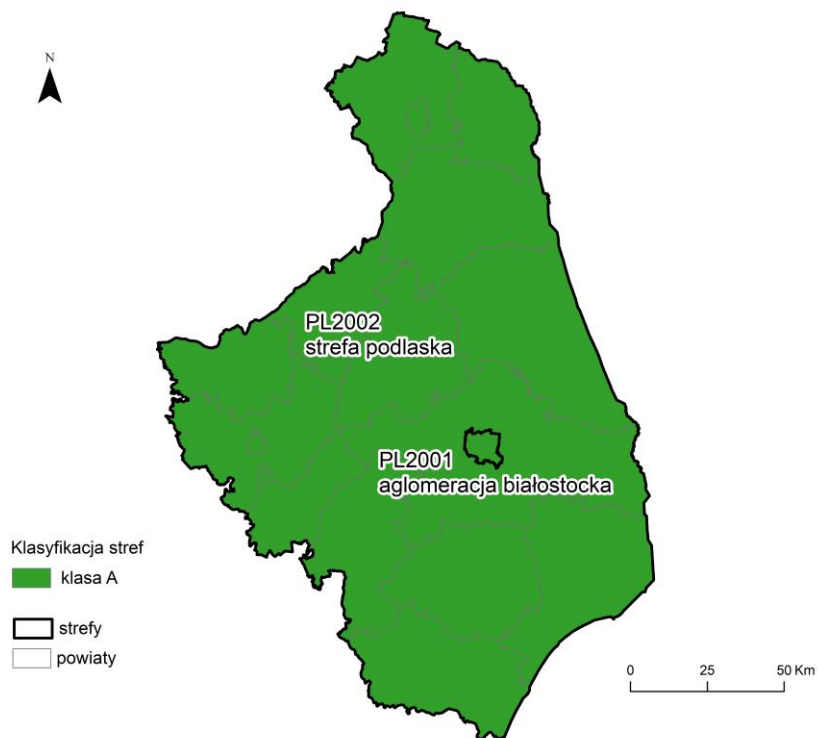 N
PL2002
strefa podlaska
PL2001
aglomeracja białostocka
Klasyfikacja stref
klasa A
strefy
powiaty
0 25 50 Km